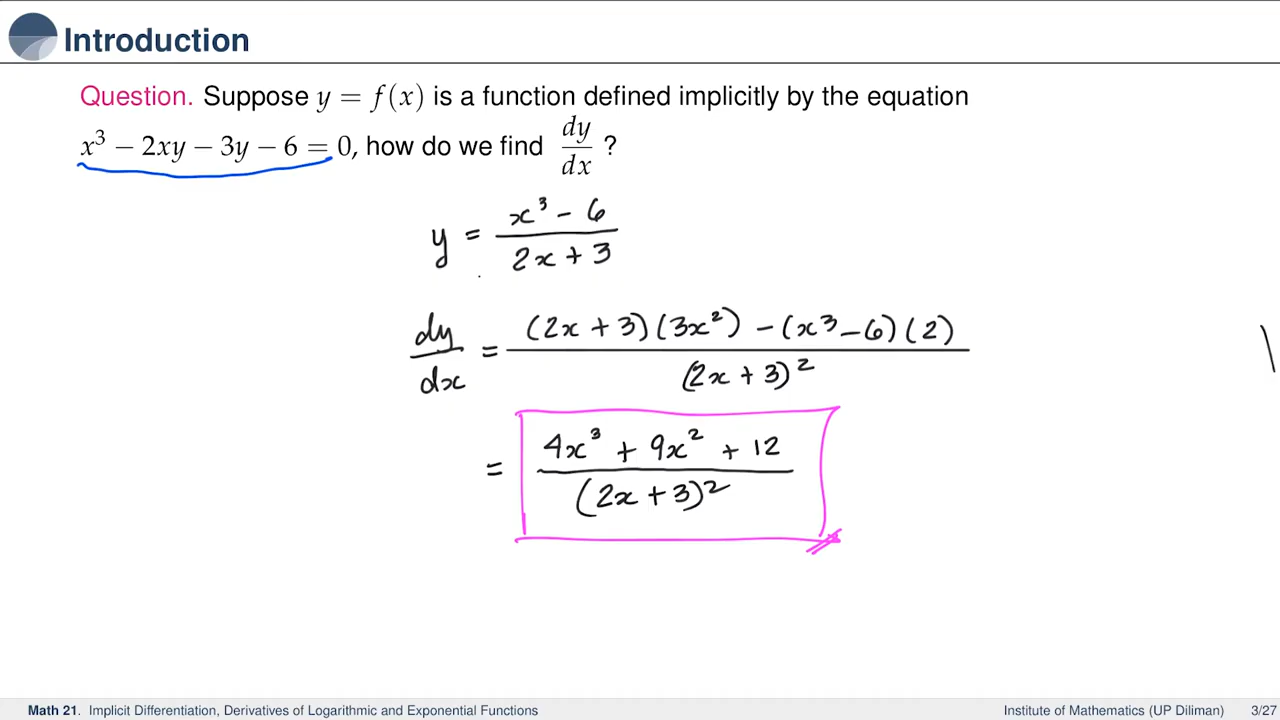 Introduction
Question. Suppose y = f(x) is a function defined implicitly by the equation
x³ − 2xy − 3y − 6 = 0, how do we find dy/dx ?
y = (x³ − 6)/(2x + 3)
dy/dx = ((2x + 3)(3x²) − (x³ − 6)(2))/(2x + 3)²
= (4x³ + 9x² + 12)/(2x + 3)²
Math 21. Implicit Differentiation, Derivatives of Logarithmic and Exponential Functions Institute of Mathematics (UP Diliman) 3/27